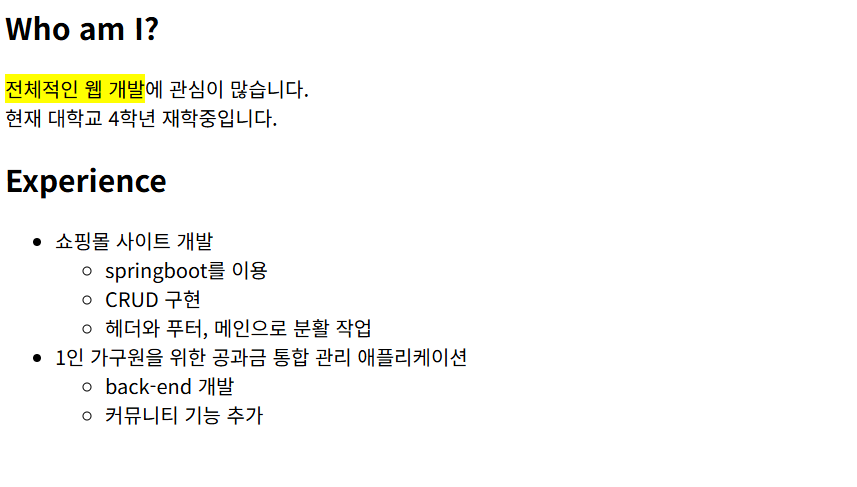 Who am I?
전체적인 웹 개발에 관심이 많습니다.
현재 대학교 4학년 재학중입니다.
Experience
쇼핑몰 사이트 개발
springboot를 이용
CRUD 구현
헤더와 푸터, 메인으로 분활 작업
1인 가구원을 위한 공과금 통합 관리 애플리케이션
back-end 개발
커뮤니티 기능 추가